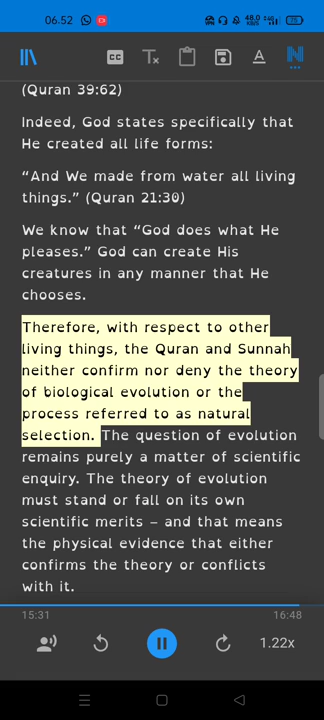 06.52
48.0 KB/S
CC
(Quran 39:62)
Indeed, God states specifically that
He created all life forms:
“And We made from water all living
things.” (Quran 21:30)
We know that “God does what He
pleases.” God can create His
creatures in any manner that He
chooses.
Therefore, with respect to other
living things, the Quran and Sunnah
neither confirm nor deny the theory
of biological evolution or the
process referred to as natural
selection. The question of evolution
remains purely a matter of scientific
enquiry. The theory of evolution
must stand or fall on its own
scientific merits – and that means
the physical evidence that either
confirms the theory or conflicts
with it.
15:31 16:48
1.22x